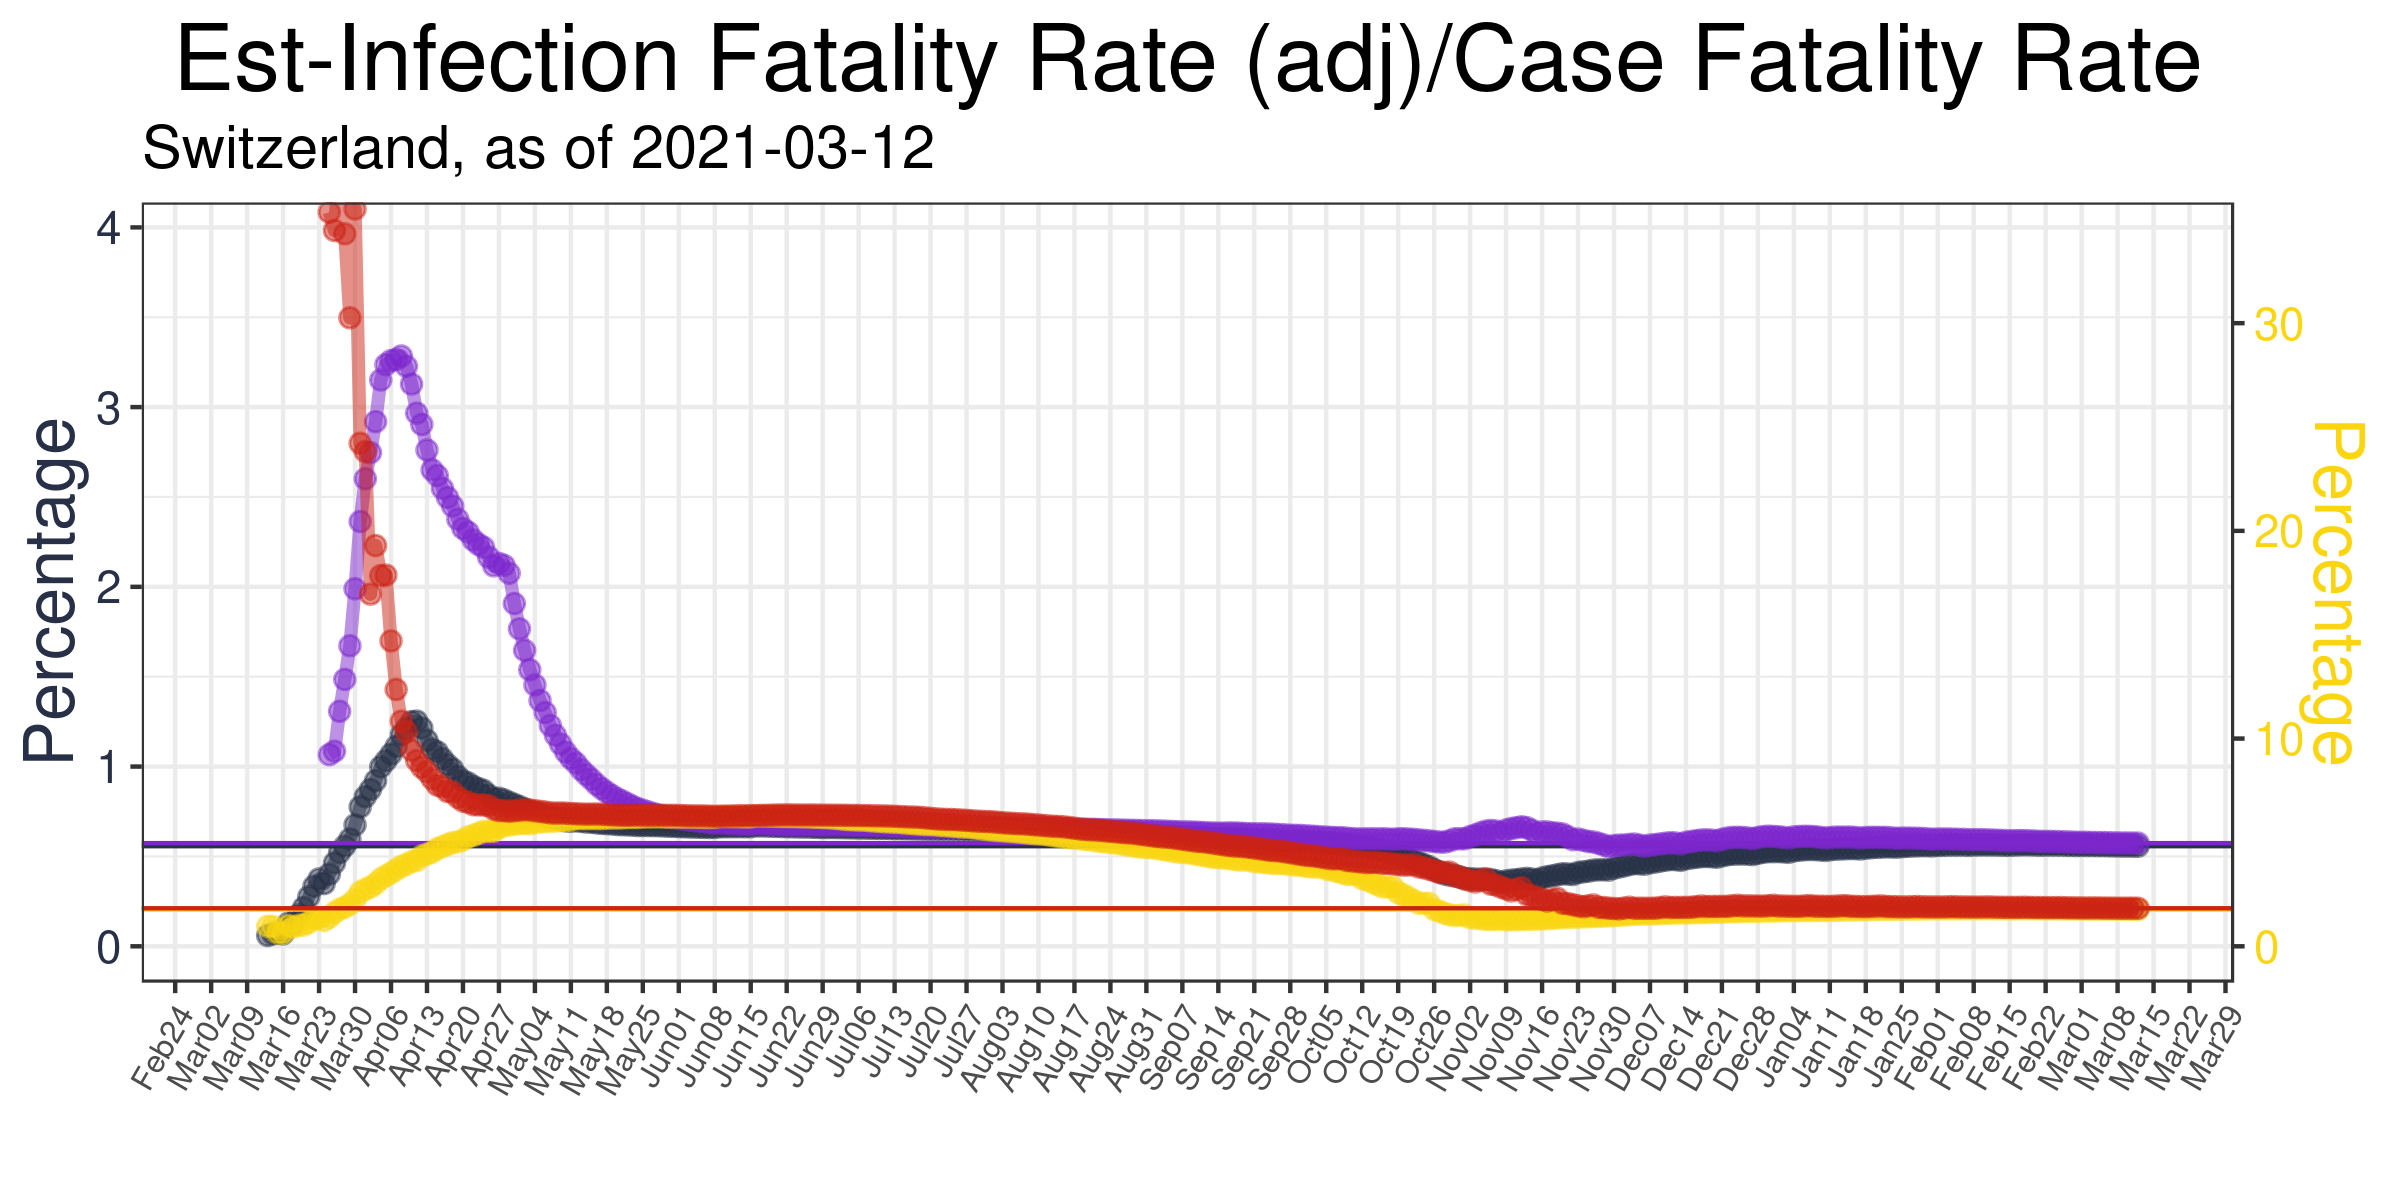 Est-Infection Fatality Rate (adj)/Case Fatality Rate
Switzerland, as of 2021-03-12
Percentage
4
3
2
1
0
30
20
10
0
Percentage
Feb24
Mar02
Mar09
Mar16
Mar23
Mar30
Apr06
Apr13
Apr20
Apr27
May04
May11
May18
May25
Jun01
Jun08
Jun15
Jun22
Jun29
Jul06
Jul13
Jul20
Jul27
Aug03
Aug10
Aug17
Aug24
Aug31
Sep07
Sep14
Sep21
Sep28
Oct05
Oct12
Oct19
Oct26
Nov02
Nov09
Nov16
Nov23
Nov30
Dec07
Dec14
Dec21
Dec28
Jan04
Jan11
Jan18
Jan25
Feb01
Feb08
Feb15
Feb22
Mar01
Mar08
Mar15
Mar22
Mar29